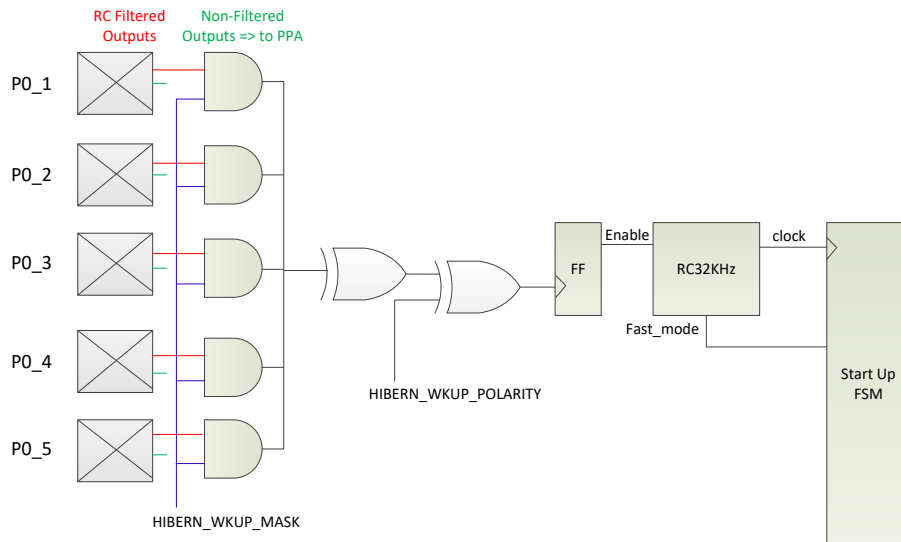 RC Filtered
Outputs
Non-Filtered
Outputs => to PPA
P0_1
P0_2
P0_3
P0_4
P0_5
HIBERN_WKUP_MASK
HIBERN_WKUP_POLARITY
FF
Enable
RC32KHz
clock
Fast_mode
Start Up
FSM